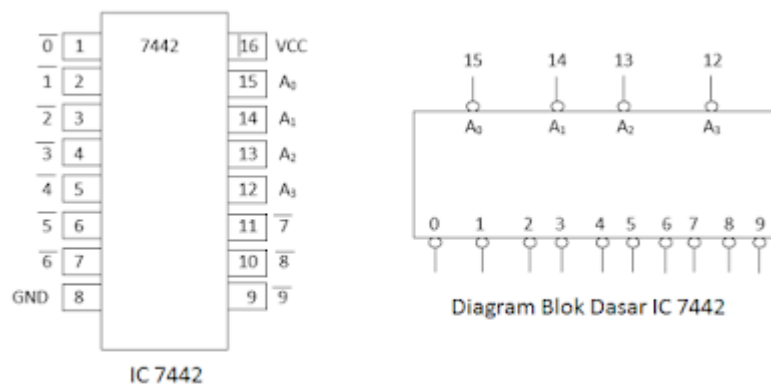 0̅ 1 7442 16 VCC
1̅ 2 15 A₀
2̅ 3 14 A₁
3̅ 4 13 A₂
4̅ 5 12 A₃
5̅ 6 11 7̅
6̅ 7 10 8̅
GND 8 9 9̅
IC 7442
15 14 13 12
A₀ A₁ A₂ A₃
0 1 2 3 4 5 6 7 8 9
Diagram Blok Dasar IC 7442